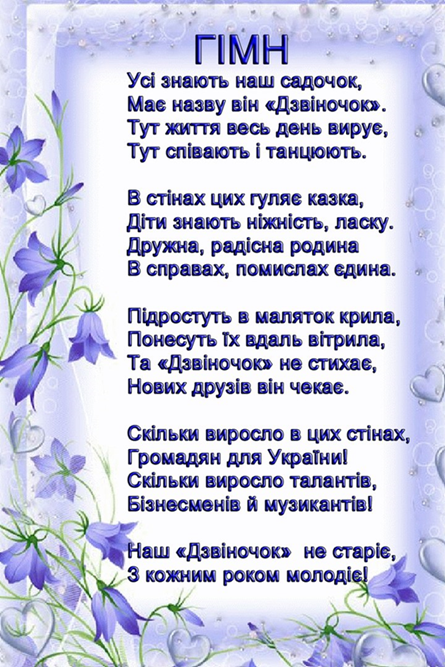 ГІМН
Усі знають наш садочок,
Має назву він «Дзвіночок».
Тут життя весь день вирує,
Тут співають і танцюють.
В стінах цих гуляє казка,
Діти знають ніжність, ласку.
Дружна, радісна родина
В справах, помислах єдина.
Підростуть в маляток крила,
Понесуть їх вдаль вітрила,
Та «Дзвіночок» не стихає,
Нових друзів він чекає.
Скільки виросло в цих стінах,
Громадян для України!
Скільки виросло талантів,
Бізнесменів й музикантів!
Наш «Дзвіночок»  не старіє,
З кожним роком молодіє!